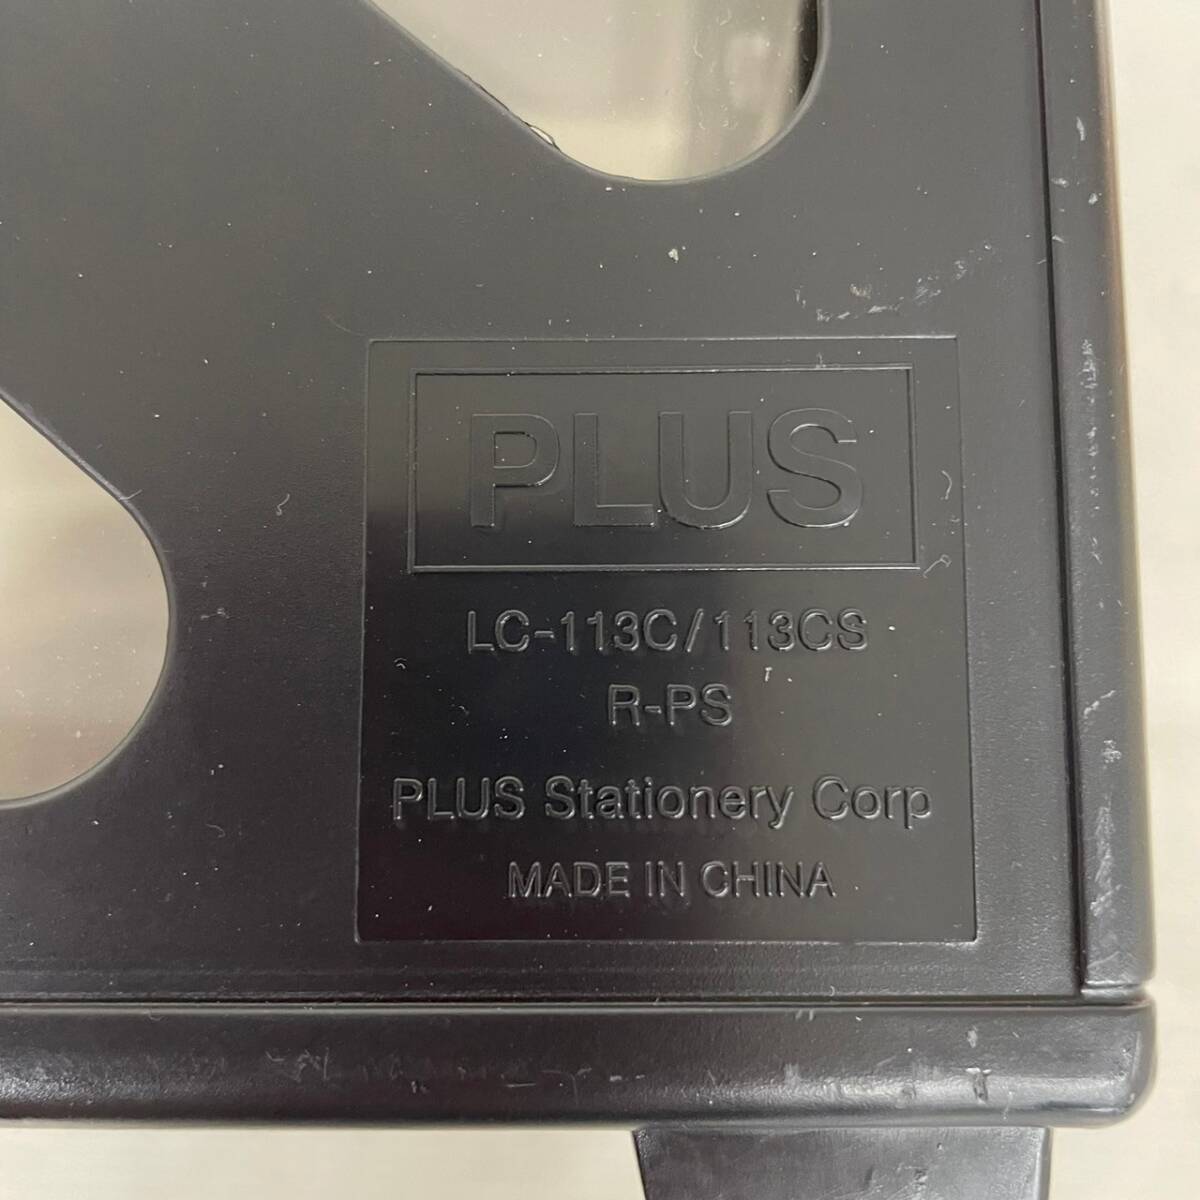 PLUS
LC-113C/113CS
R-PS
PLUS Stationery Corp
MADE IN CHINA